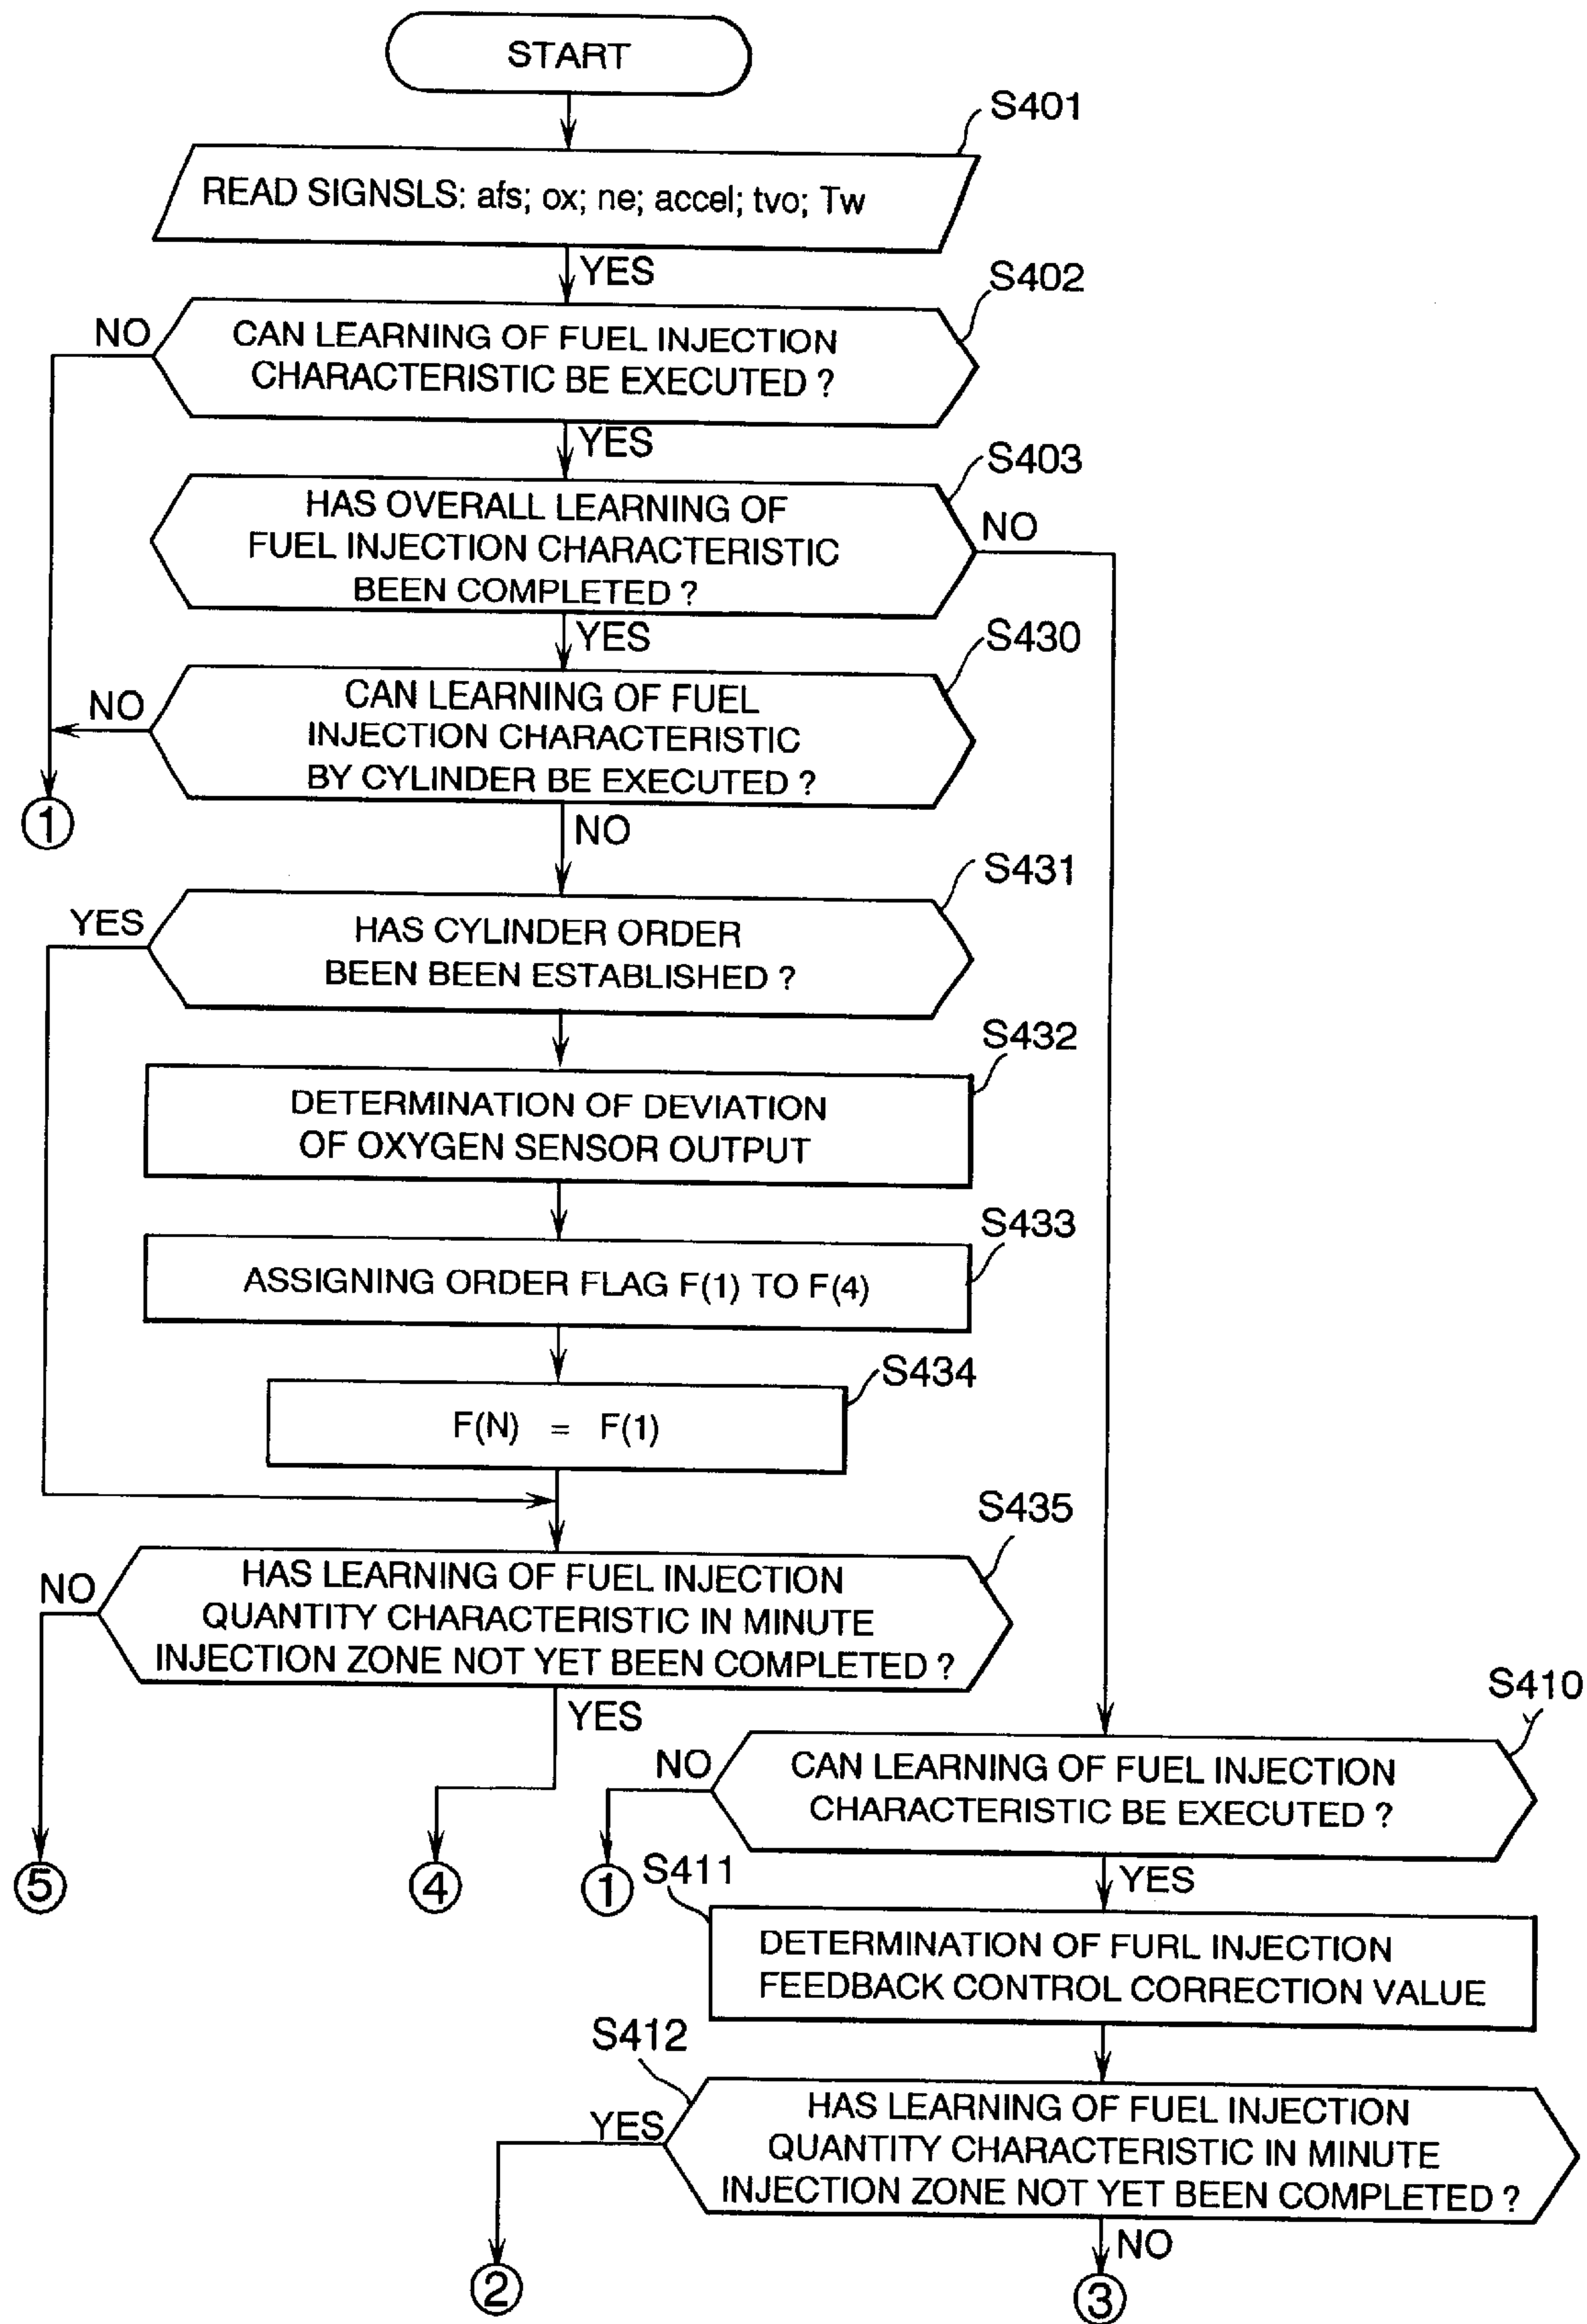 START
S401
READ SIGNSLS: afs; ox; ne; accel; tvo; Tw
YES
S402
NO
CAN LEARNING OF FUEL INJECTION
CHARACTERISTIC BE EXECUTED ?
YES
S403
HAS OVERALL LEARNING OF
FUEL INJECTION CHARACTERISTIC
BEEN COMPLETED ?
NO
YES
S430
NO
CAN LEARNING OF FUEL
INJECTION CHARACTERISTIC
BY CYLINDER BE EXECUTED ?
1
NO
S431
YES
HAS CYLINDER ORDER
BEEN BEEN ESTABLISHED ?
S432
DETERMINATION OF DEVIATION
OF OXYGEN SENSOR OUTPUT
S433
ASSIGNING ORDER FLAG F(1) TO F(4)
S434
F(N) = F(1)
S435
NO
HAS LEARNING OF FUEL INJECTION
QUANTITY CHARACTERISTIC IN MINUTE
INJECTION ZONE NOT YET BEEN COMPLETED ?
YES
5
4
S410
NO
CAN LEARNING OF FUEL INJECTION
CHARACTERISTIC BE EXECUTED ?
1
YES
S411
DETERMINATION OF FURL INJECTION
FEEDBACK CONTROL CORRECTION VALUE
S412
YES
HAS LEARNING OF FUEL INJECTION
QUANTITY CHARACTERISTIC IN MINUTE
INJECTION ZONE NOT YET BEEN COMPLETED ?
2
NO
3